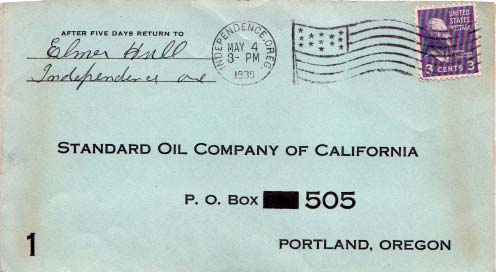 AFTER FIVE DAYS RETURN TO
Elmer Hull
Independence ore
INDEPENDENCE, OREG.
MAY 4
3-PM
1939
UNITED
STATES
POSTAGE
3 CENTS 3
STANDARD OIL COMPANY OF CALIFORNIA
P. O. BOX 505
PORTLAND, OREGON
1